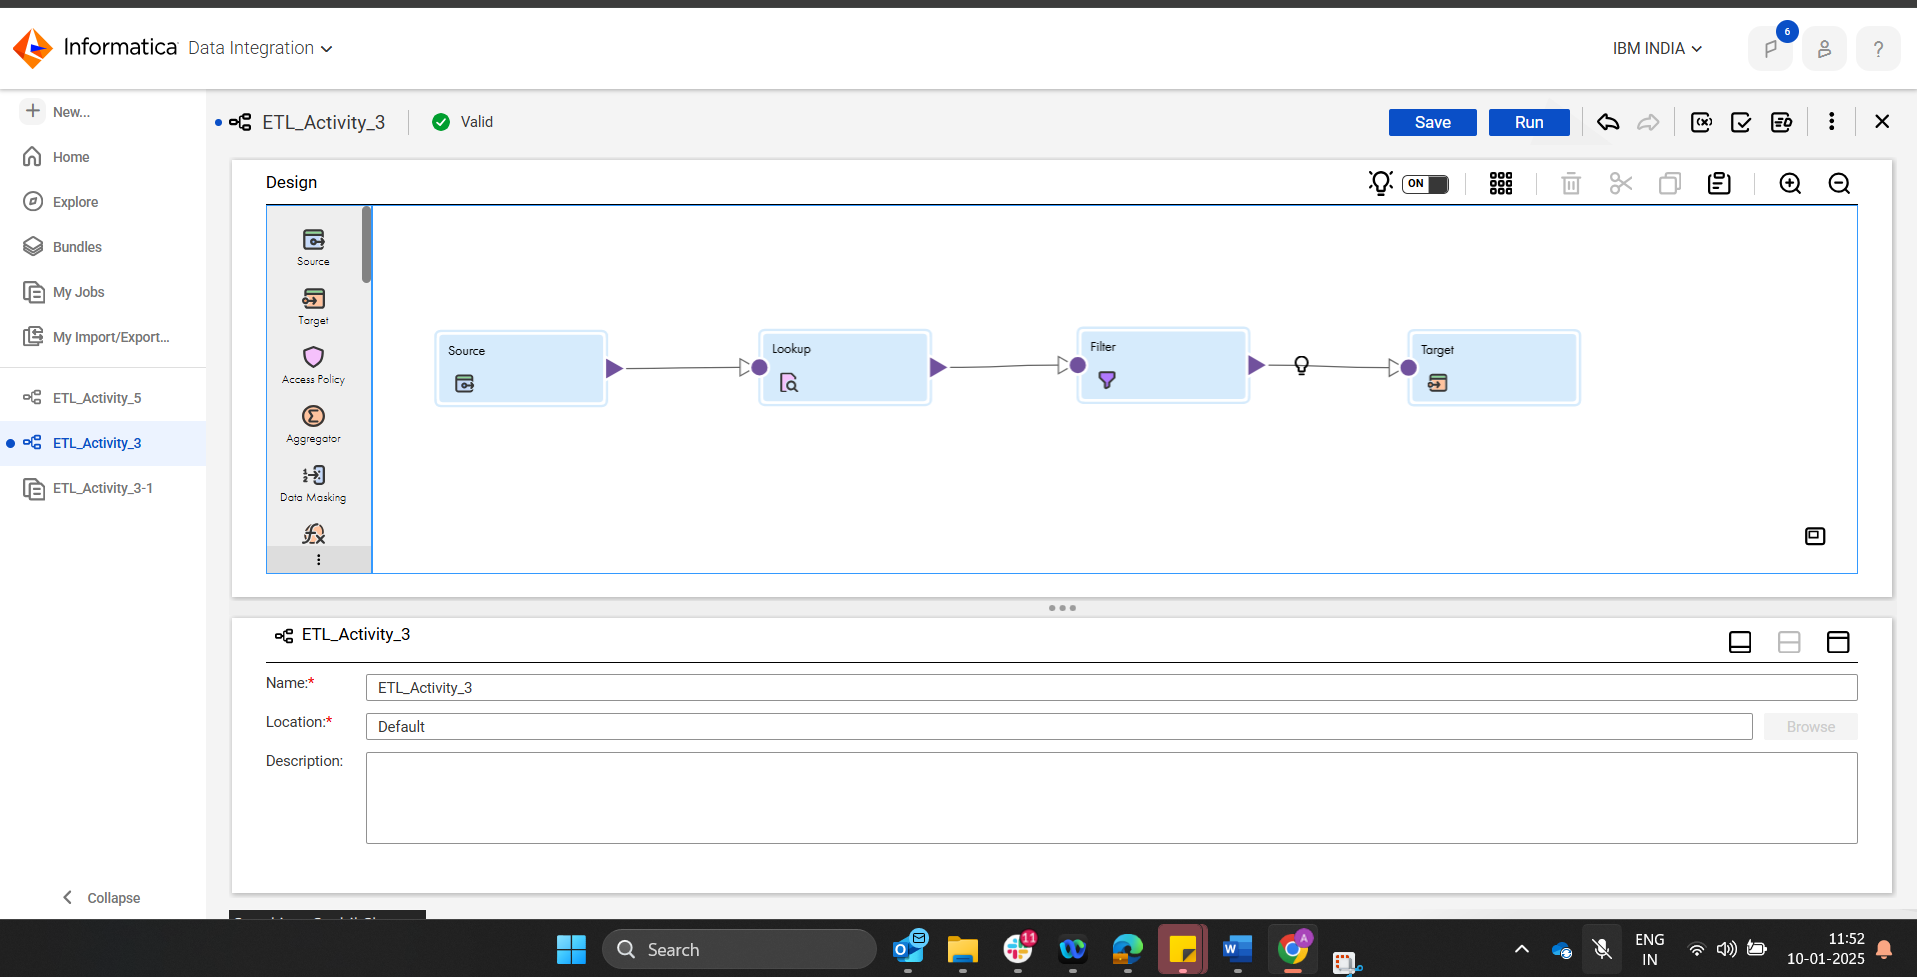 Informatica Data Integration
IBM INDIA
6
?
New...
Home
Explore
Bundles
My Jobs
My Import/Export...
ETL_Activity_5
ETL_Activity_3
ETL_Activity_3-1
Collapse
ETL_Activity_3
Valid
Save
Run
Design
ON
Source
Target
Access Policy
Aggregator
Data Masking
Source
Lookup
Filter
Target
ETL_Activity_3
Name:*
ETL_Activity_3
Location:*
Default
Browse
Description:
Search
11
A
ENG
IN
11:52
10-01-2025